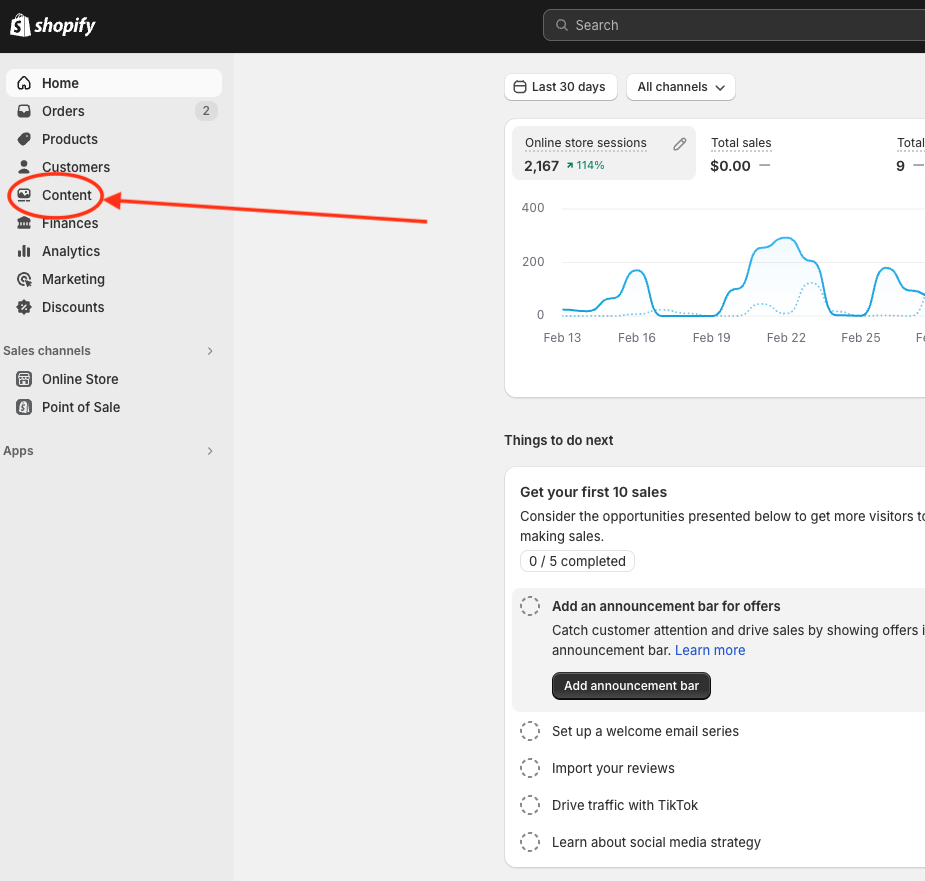 shopify
Search
Home
Orders 2
Products
Customers
Content
Finances
Analytics
Marketing
Discounts
Sales channels
Online Store
Point of Sale
Apps
Last 30 days All channels
Online store sessions Total sales Total
2,167 114% $0.00 — 9 —
400
200
0
Feb 13 Feb 16 Feb 19 Feb 22 Feb 25
Things to do next
Get your first 10 sales
Consider the opportunities presented below to get more visitors
making sales.
0 / 5 completed
Add an announcement bar for offers
Catch customer attention and drive sales by showing offers
announcement bar. Learn more
Add announcement bar
Set up a welcome email series
Import your reviews
Drive traffic with TikTok
Learn about social media strategy